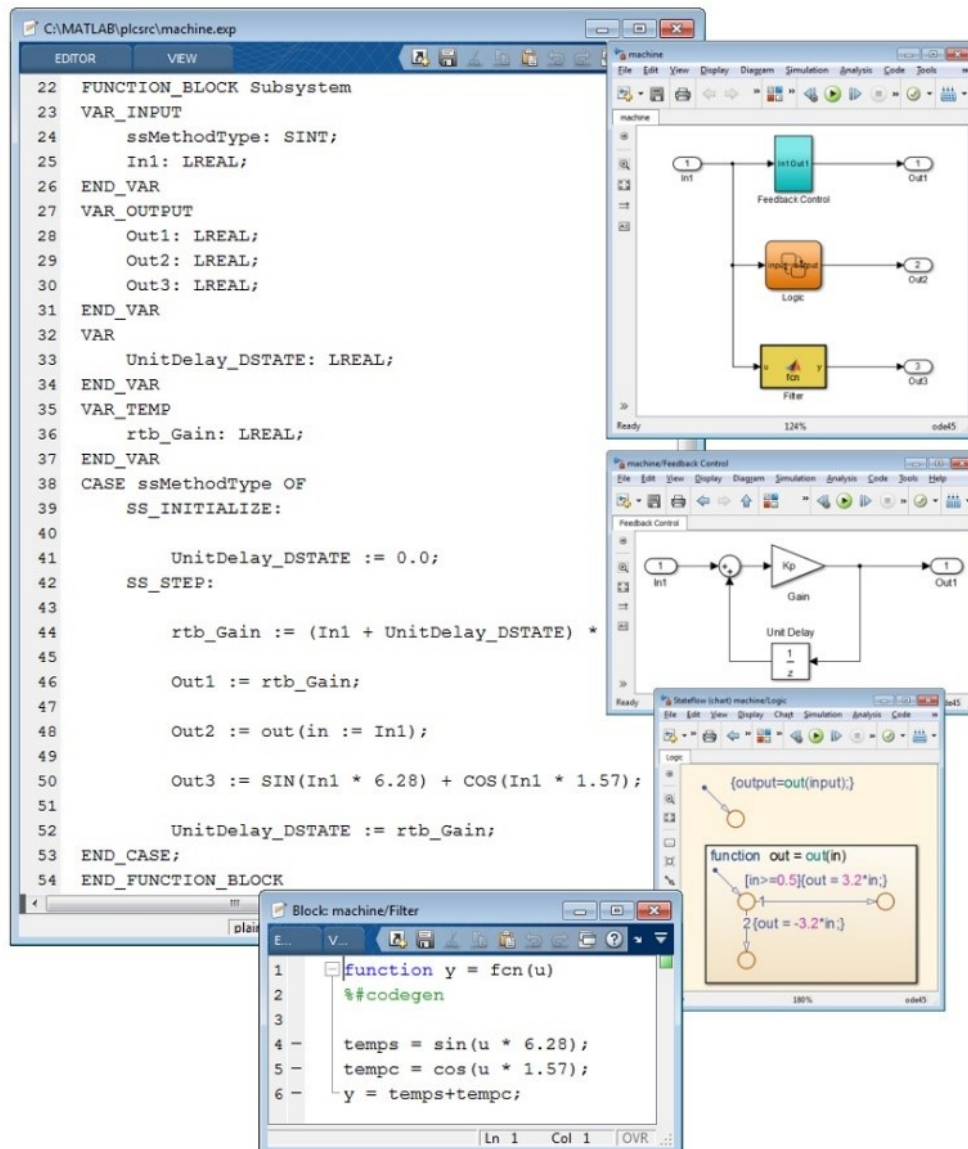 C:\MATLAB\plcsrc\machine.exp
EDITOR VIEW
22 FUNCTION_BLOCK Subsystem
23 VAR_INPUT
24 ssMethodType: SINT;
25 In1: LREAL;
26 END_VAR
27 VAR_OUTPUT
28 Out1: LREAL;
29 Out2: LREAL;
30 Out3: LREAL;
31 END_VAR
32 VAR
33 UnitDelay_DSTATE: LREAL;
34 END_VAR
35 VAR_TEMP
36 rtb_Gain: LREAL;
37 END_VAR
38 CASE ssMethodType OF
39 SS_INITIALIZE:
40
41 UnitDelay_DSTATE := 0.0;
42 SS_STEP:
43
44 rtb_Gain := (In1 + UnitDelay_DSTATE) *
45
46 Out1 := rtb_Gain;
47
48 Out2 := out(in := In1);
49
50 Out3 := SIN(In1 * 6.28) + COS(In1 * 1.57);
51
52 UnitDelay_DSTATE := rtb_Gain;
53 END_CASE;
54 END_FUNCTION_BLOCK
plain
machine
File Edit View Display Diagram Simulation Analysis Code Tools
machine
1 In1 Out1 1
In1 Out1
Feedback Control
input output 2
Out2
Logic
u fcn y 3
Out3
Filter
Ready 124% ode45
machine/Feedback Control
File Edit View Display Diagram Simulation Analysis Code Tools Help
Feedback Control
1 Kp 1
In1 Out1
Gain
Unit Delay
1
z
Ready de45
Stateflow (chart) machine/Logic
File Edit View Display Chart Simulation Analysis Code
Logic
{output=out(input);}
function out = out(in)
[in>=0.5]{out = 3.2*in;}
1
2{out = -3.2*in;}
180% ode45
Block: machine/Filter
E... V...
1 function y = fcn(u)
2 %#codegen
3
4 temps = sin(u * 6.28);
5 tempc = cos(u * 1.57);
6 y = temps+tempc;
Ln 1 Col 1 OVR